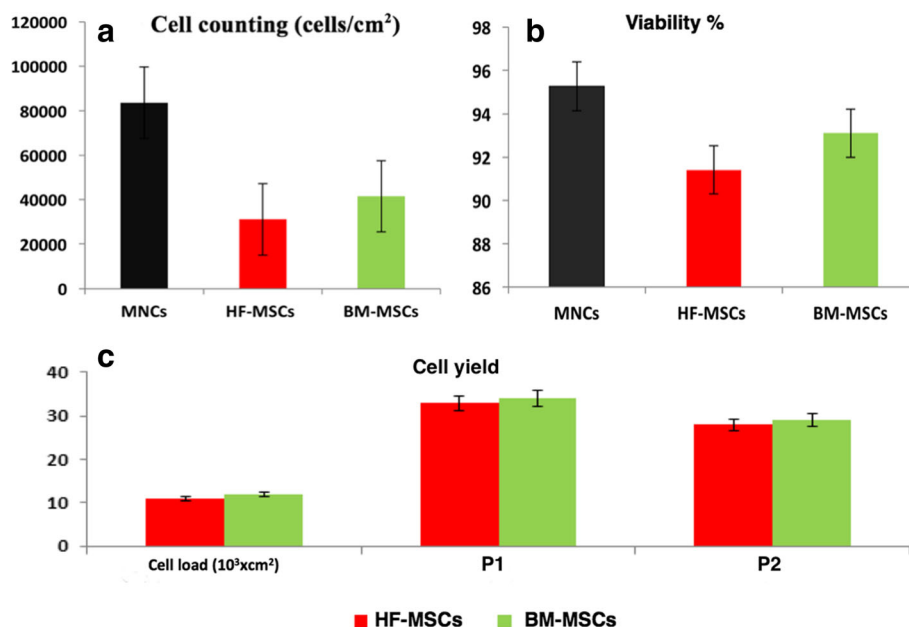 a Cell counting (cells/cm²)
120000
100000
80000
60000
40000
20000
0
MNCs HF-MSCs BM-MSCs
b Viability %
98
96
94
92
90
88
86
MNCs HF-MSCs BM-MSCs
c Cell yield
40
30
20
10
0
Cell load (10³xcm²) P1 P2
HF-MSCs BM-MSCs